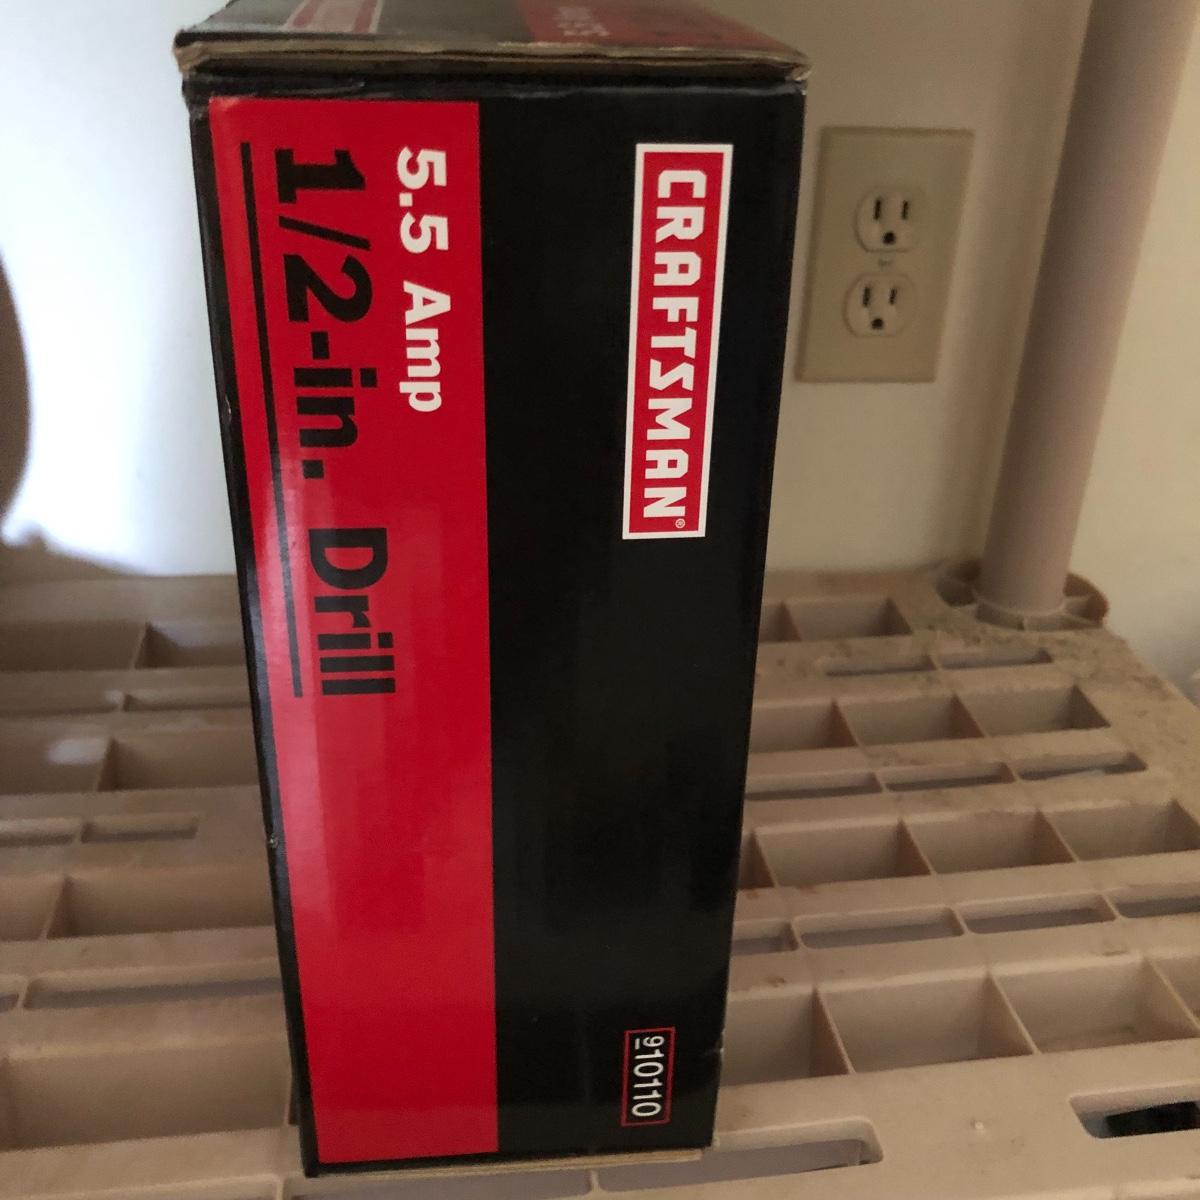 CRAFTSMAN®
5.5 Amp
1/2-in. Drill
910110